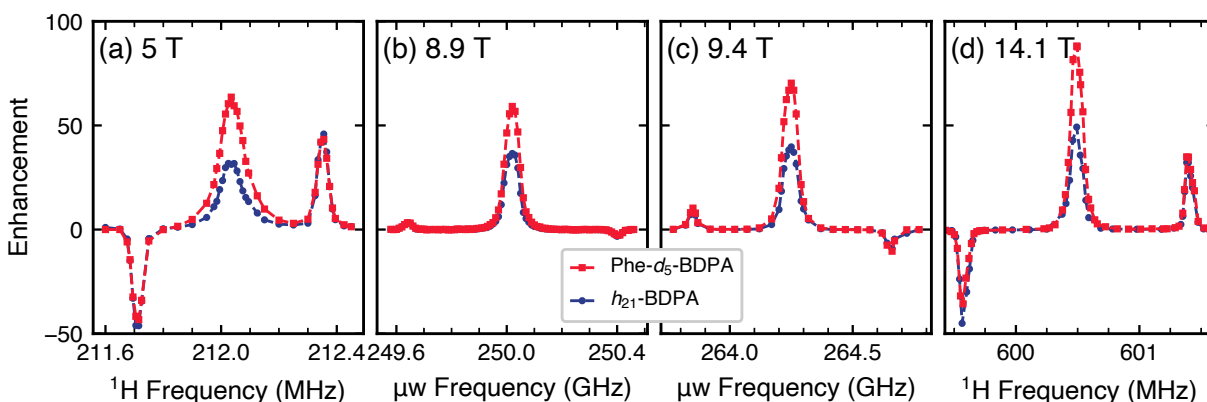 (a) 5 T
(b) 8.9 T
(c) 9.4 T
(d) 14.1 T
Enhancement
100
50
0
−50
211.6
212.0
212.4
249.6
250.0
250.4
264.0
264.5
600
601
Phe-d₅-BDPA
h₂₁-BDPA
¹H Frequency (MHz)
μw Frequency (GHz)
μw Frequency (GHz)
¹H Frequency (MHz)